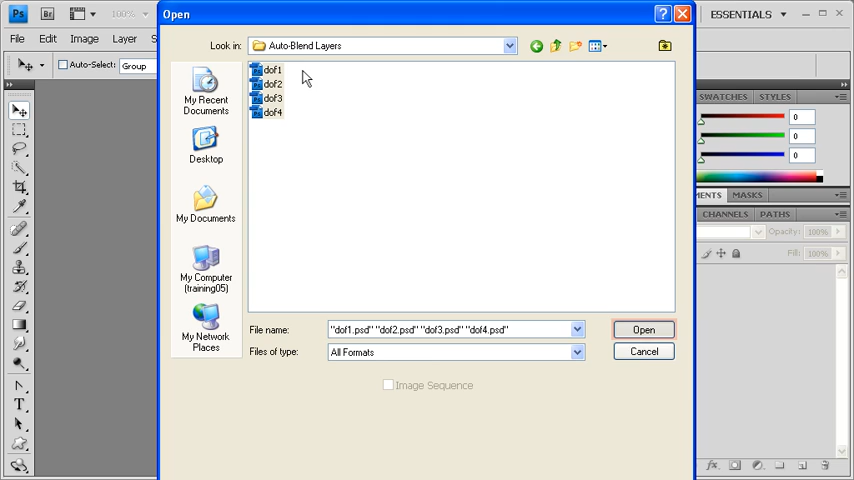 Open
Ps Br 100% ESSENTIALS
File Edit Image Layer S
Look in: Auto-Blend Layers
Auto-Select: Group
dof1
dof2
dof3
dof4
My Recent
Documents
Desktop
My Documents
My Computer
(training05)
My Network
Places
File name: "dof1.psd" "dof2.psd" "dof3.psd" "dof4.psd"
Open
Files of type: All Formats
Cancel
Image Sequence
SWATCHES STYLES
0
0
0
MENTS MASKS
CHANNELS PATHS
Opacity: 100%
Fill: 100%
fx